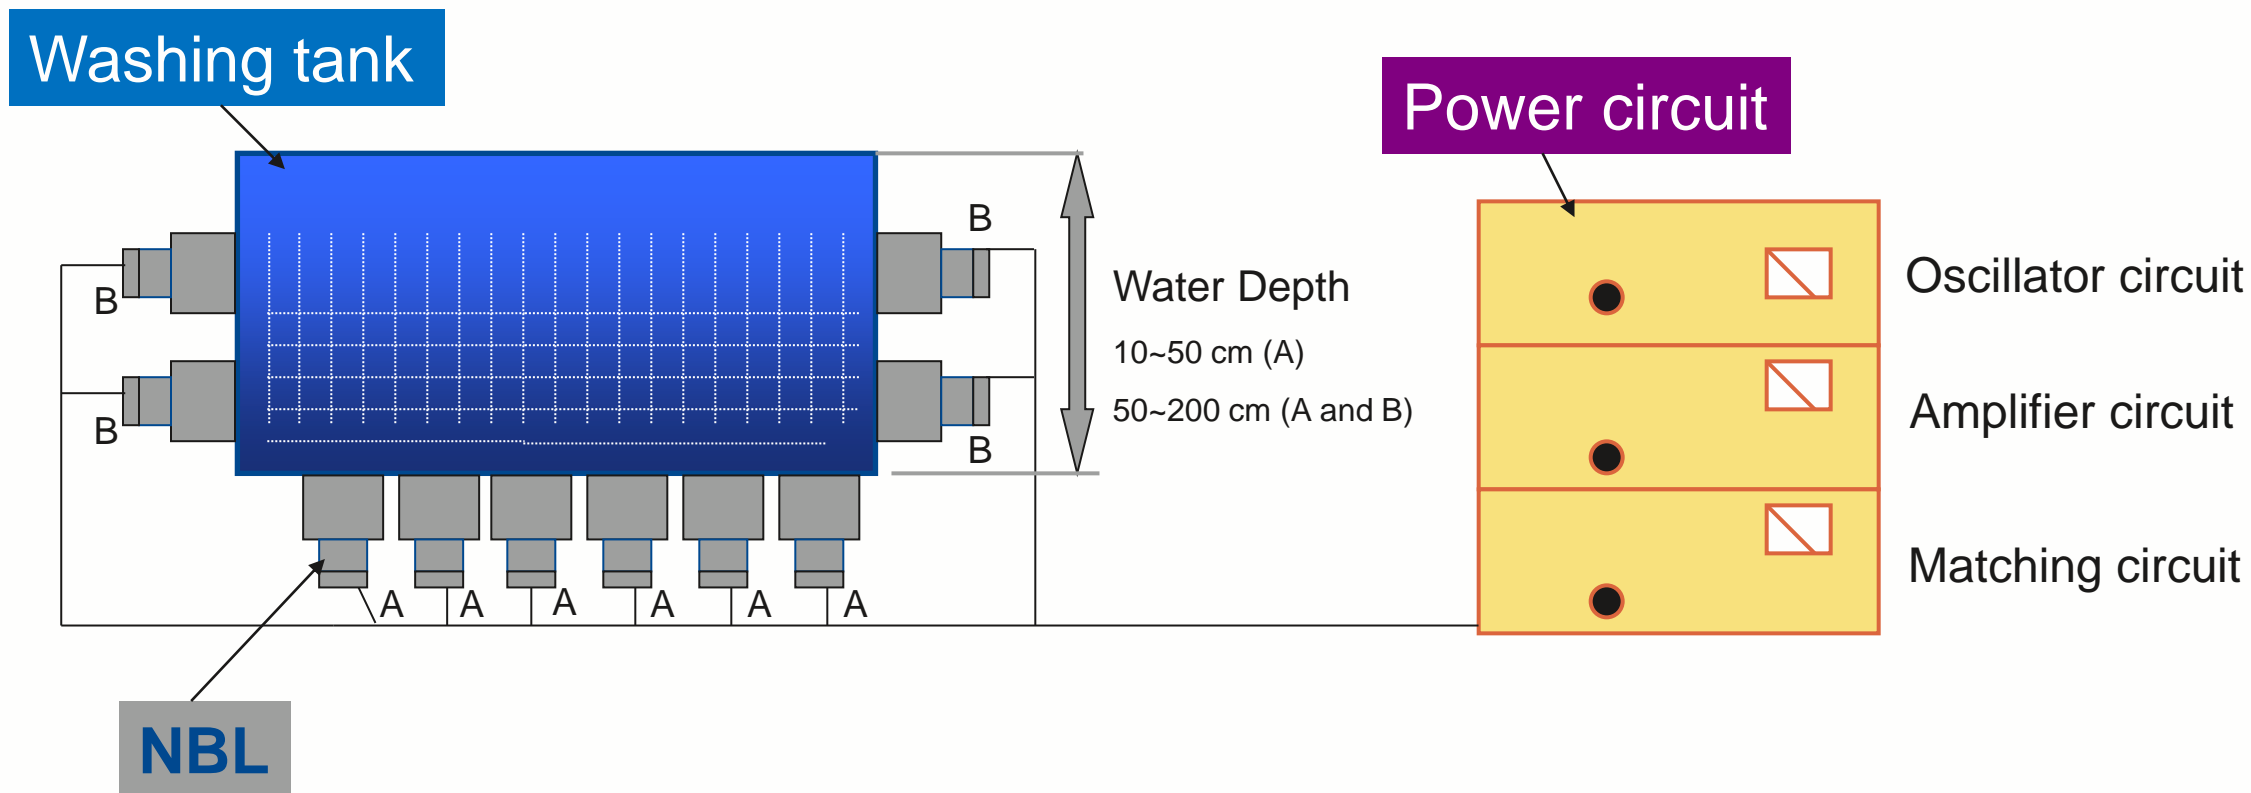 Washing tank
Power circuit
B
B
B
B
Water Depth
10~50 cm (A)
50~200 cm (A and B)
Oscillator circuit
Amplifier circuit
Matching circuit
A
A
A
A
A
A
NBL